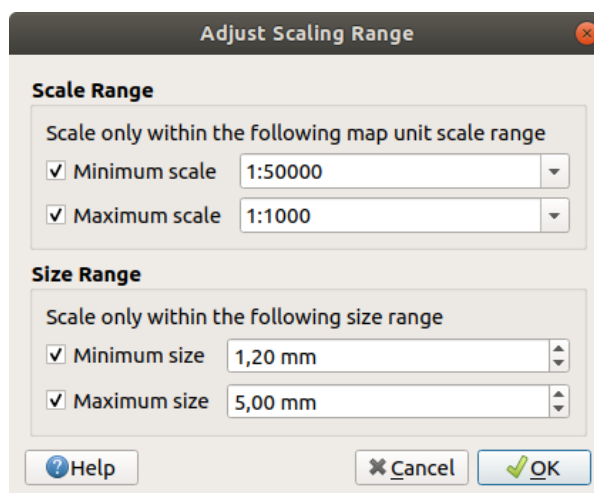 Adjust Scaling Range
Scale Range
Scale only within the following map unit scale range
Minimum scale 1:50000
Maximum scale 1:1000
Size Range
Scale only within the following size range
Minimum size 1,20 mm
Maximum size 5,00 mm
Help Cancel OK